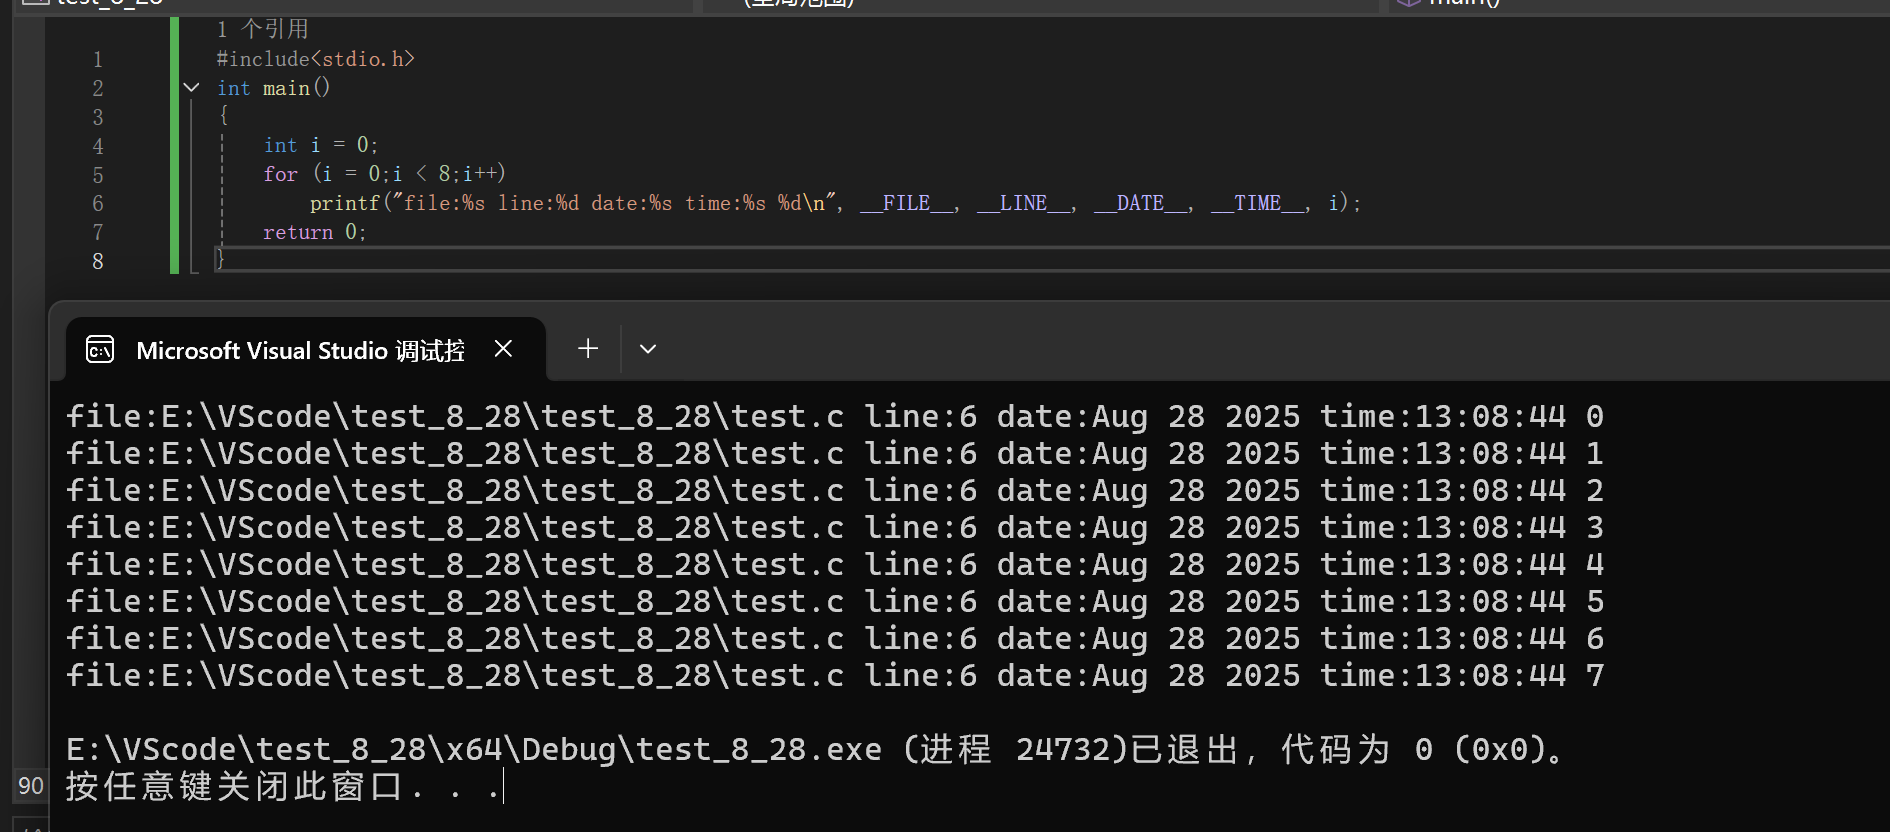 test_8_28 (全局范围) main()
1 个引用
1 #include<stdio.h>
2 int main()
3 {
4 int i = 0;
5 for (i = 0;i < 8;i++)
6 printf("file:%s line:%d date:%s time:%s %d\n", __FILE__, __LINE__, __DATE__, __TIME__, i);
7 return 0;
8 }
Microsoft Visual Studio 调试控
file:E:\VScode\test_8_28\test_8_28\test.c line:6 date:Aug 28 2025 time:13:08:44 0
file:E:\VScode\test_8_28\test_8_28\test.c line:6 date:Aug 28 2025 time:13:08:44 1
file:E:\VScode\test_8_28\test_8_28\test.c line:6 date:Aug 28 2025 time:13:08:44 2
file:E:\VScode\test_8_28\test_8_28\test.c line:6 date:Aug 28 2025 time:13:08:44 3
file:E:\VScode\test_8_28\test_8_28\test.c line:6 date:Aug 28 2025 time:13:08:44 4
file:E:\VScode\test_8_28\test_8_28\test.c line:6 date:Aug 28 2025 time:13:08:44 5
file:E:\VScode\test_8_28\test_8_28\test.c line:6 date:Aug 28 2025 time:13:08:44 6
file:E:\VScode\test_8_28\test_8_28\test.c line:6 date:Aug 28 2025 time:13:08:44 7
E:\VScode\test_8_28\x64\Debug\test_8_28.exe (进程 24732)已退出，代码为 0 (0x0)。
90
按任意键关闭此窗口. . .